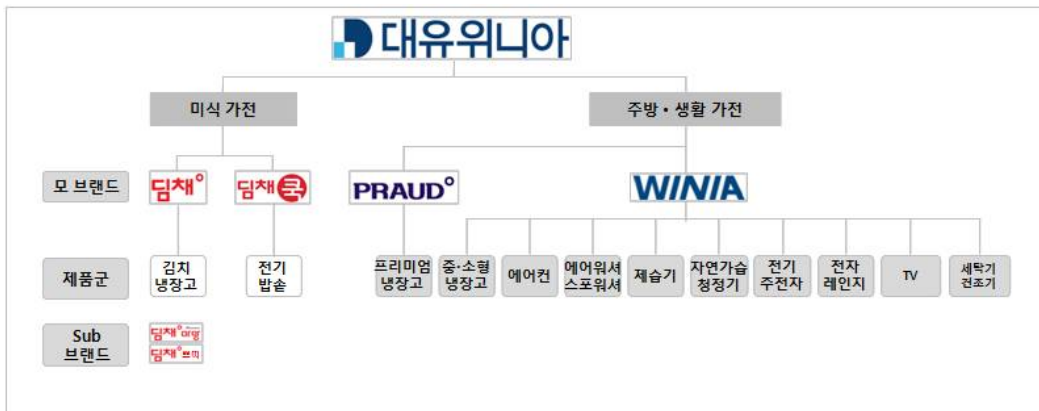 대유위니아
미식 가전
주방・생활 가전
모 브랜드
딤채
딤채쿡
PRAUD
WINIA
제품군
김치
냉장고
전기
밥솥
프리미엄
냉장고
중·소형
냉장고
에어컨
에어워셔
스포워셔
제습기
자연가습
청정기
전기
주전자
전자
레인지
TV
세탁기
건조기
Sub
브랜드
딤채
딤채